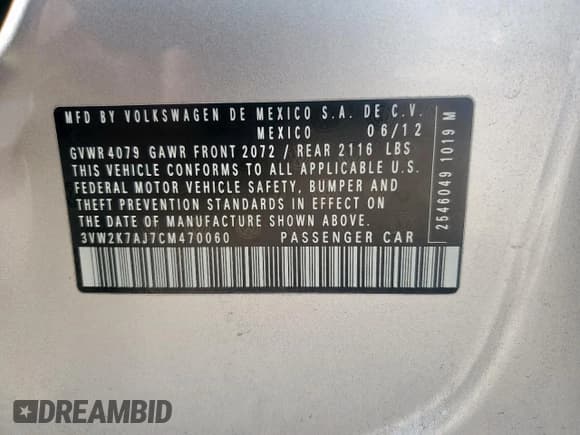 MFD BY VOLKSWAGEN DE MEXICO S.A. DE C.V.
MEXICO 06/12
GVWR 4079 GAWR FRONT 2072 / REAR 2116 LBS
THIS VEHICLE CONFORMS TO ALL APPLICABLE U.S.
FEDERAL MOTOR VEHICLE SAFETY, BUMPER AND
THEFT PREVENTION STANDARDS IN EFFECT ON
THE DATE OF MANUFACTURE SHOWN ABOVE.
3VW2K7AJ7CM470060 PASSENGER CAR
2546049 1019 M
DREAMBID